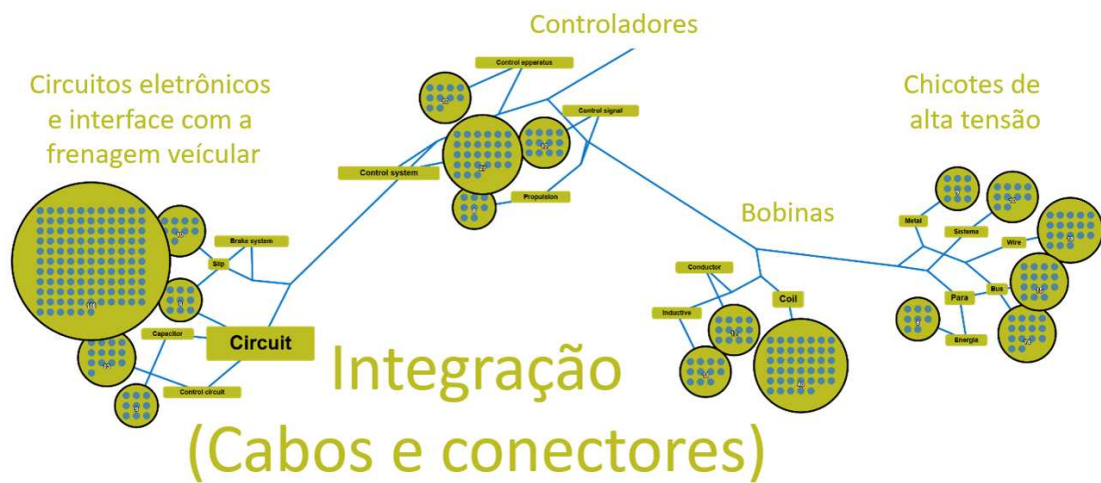 Controladores
Circuitos eletrônicos
e interface com a
frenagem veícular
Chicotes de
alta tensão
Control apparatus
Control signal
Control system
Propulsion
Bobinas
Metal
Sistema
Wire
Bus
Para
Energia
Brake system
Slip
Capacitor
Circuit
Control circuit
Conductor
Inductive
Coil
Integração
(Cabos e conectores)